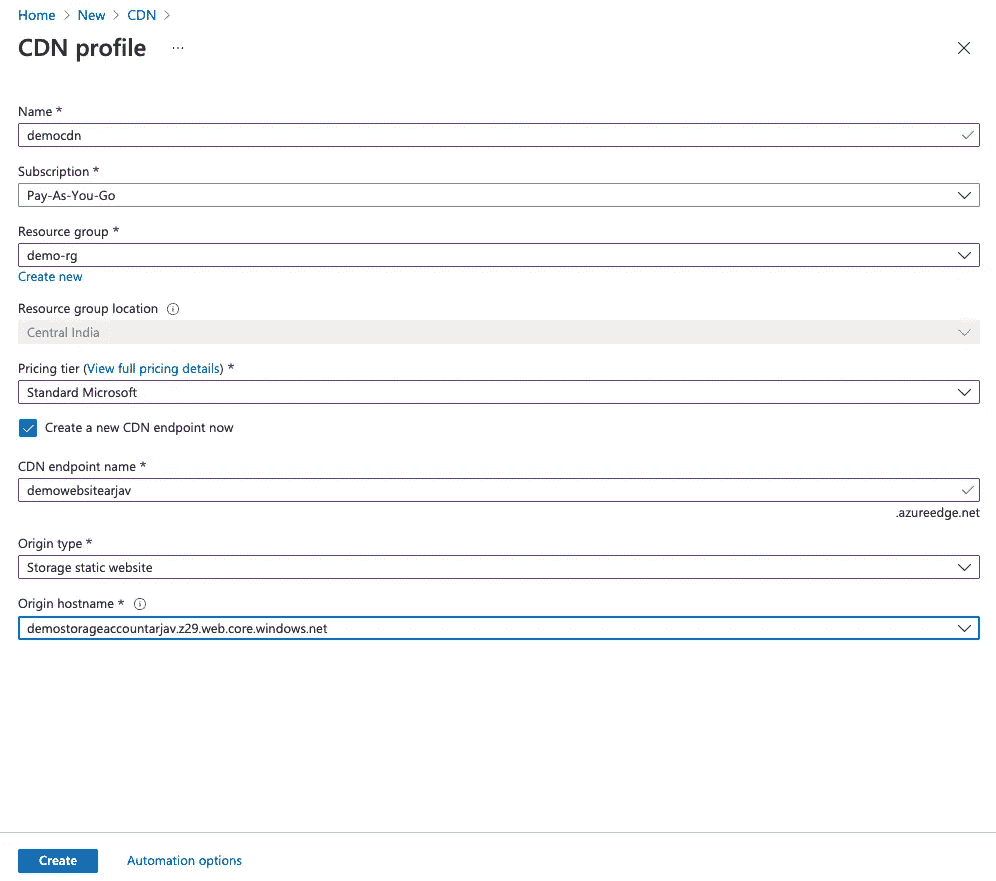 Home > New > CDN >
CDN profile ...
Name *
democdn
Subscription *
Pay-As-You-Go
Resource group *
demo-rg
Create new
Resource group location
Central India
Pricing tier (View full pricing details) *
Standard Microsoft
Create a new CDN endpoint now
CDN endpoint name *
demowebsitearjav
.azureedge.net
Origin type *
Storage static website
Origin hostname *
demostorageaccountarjav.z29.web.core.windows.net
Create Automation options